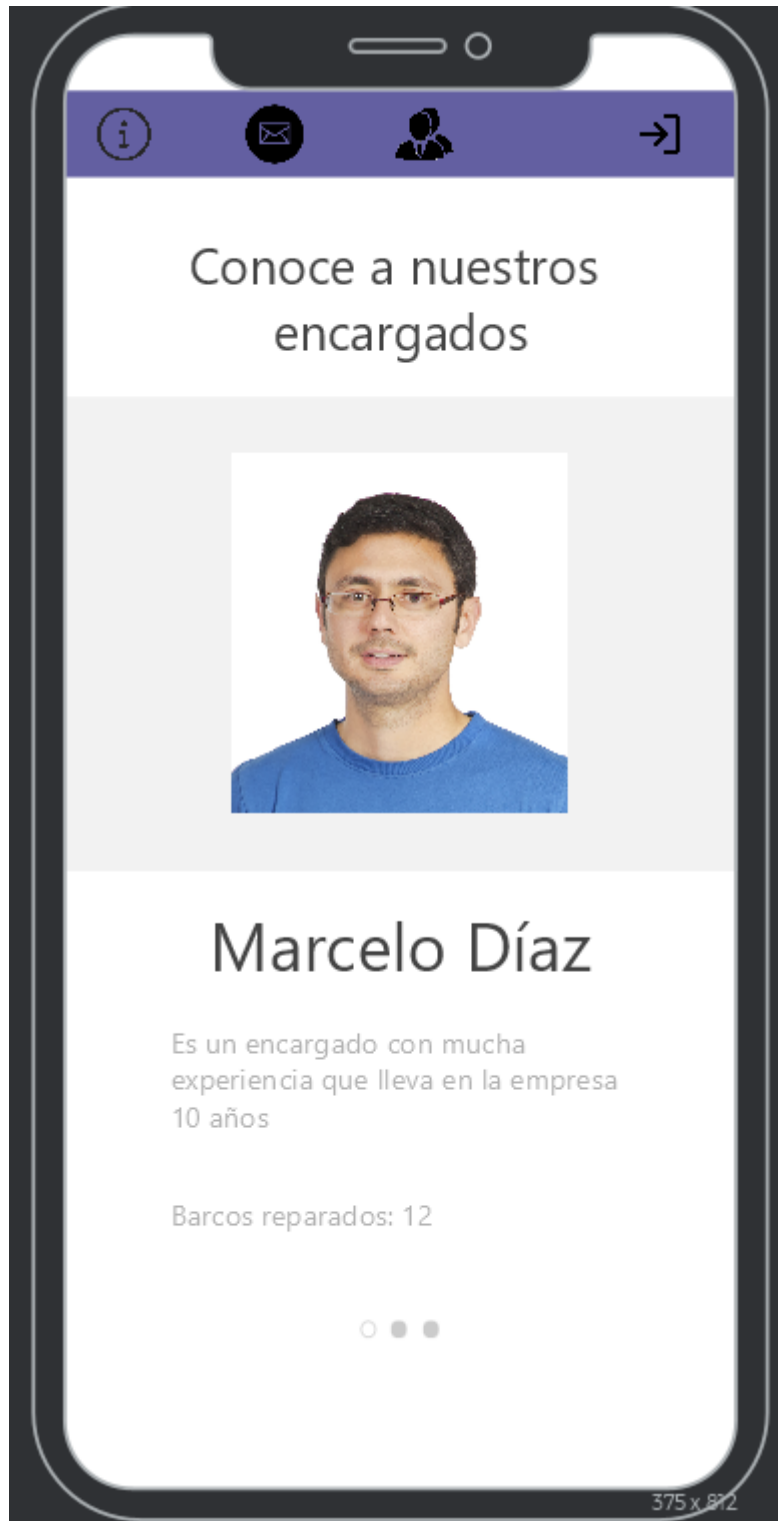 Conoce a nuestros
encargados
Marcelo Díaz
Es un encargado con mucha
experiencia que lleva en la empresa
10 años
Barcos reparados: 12
375 x 812